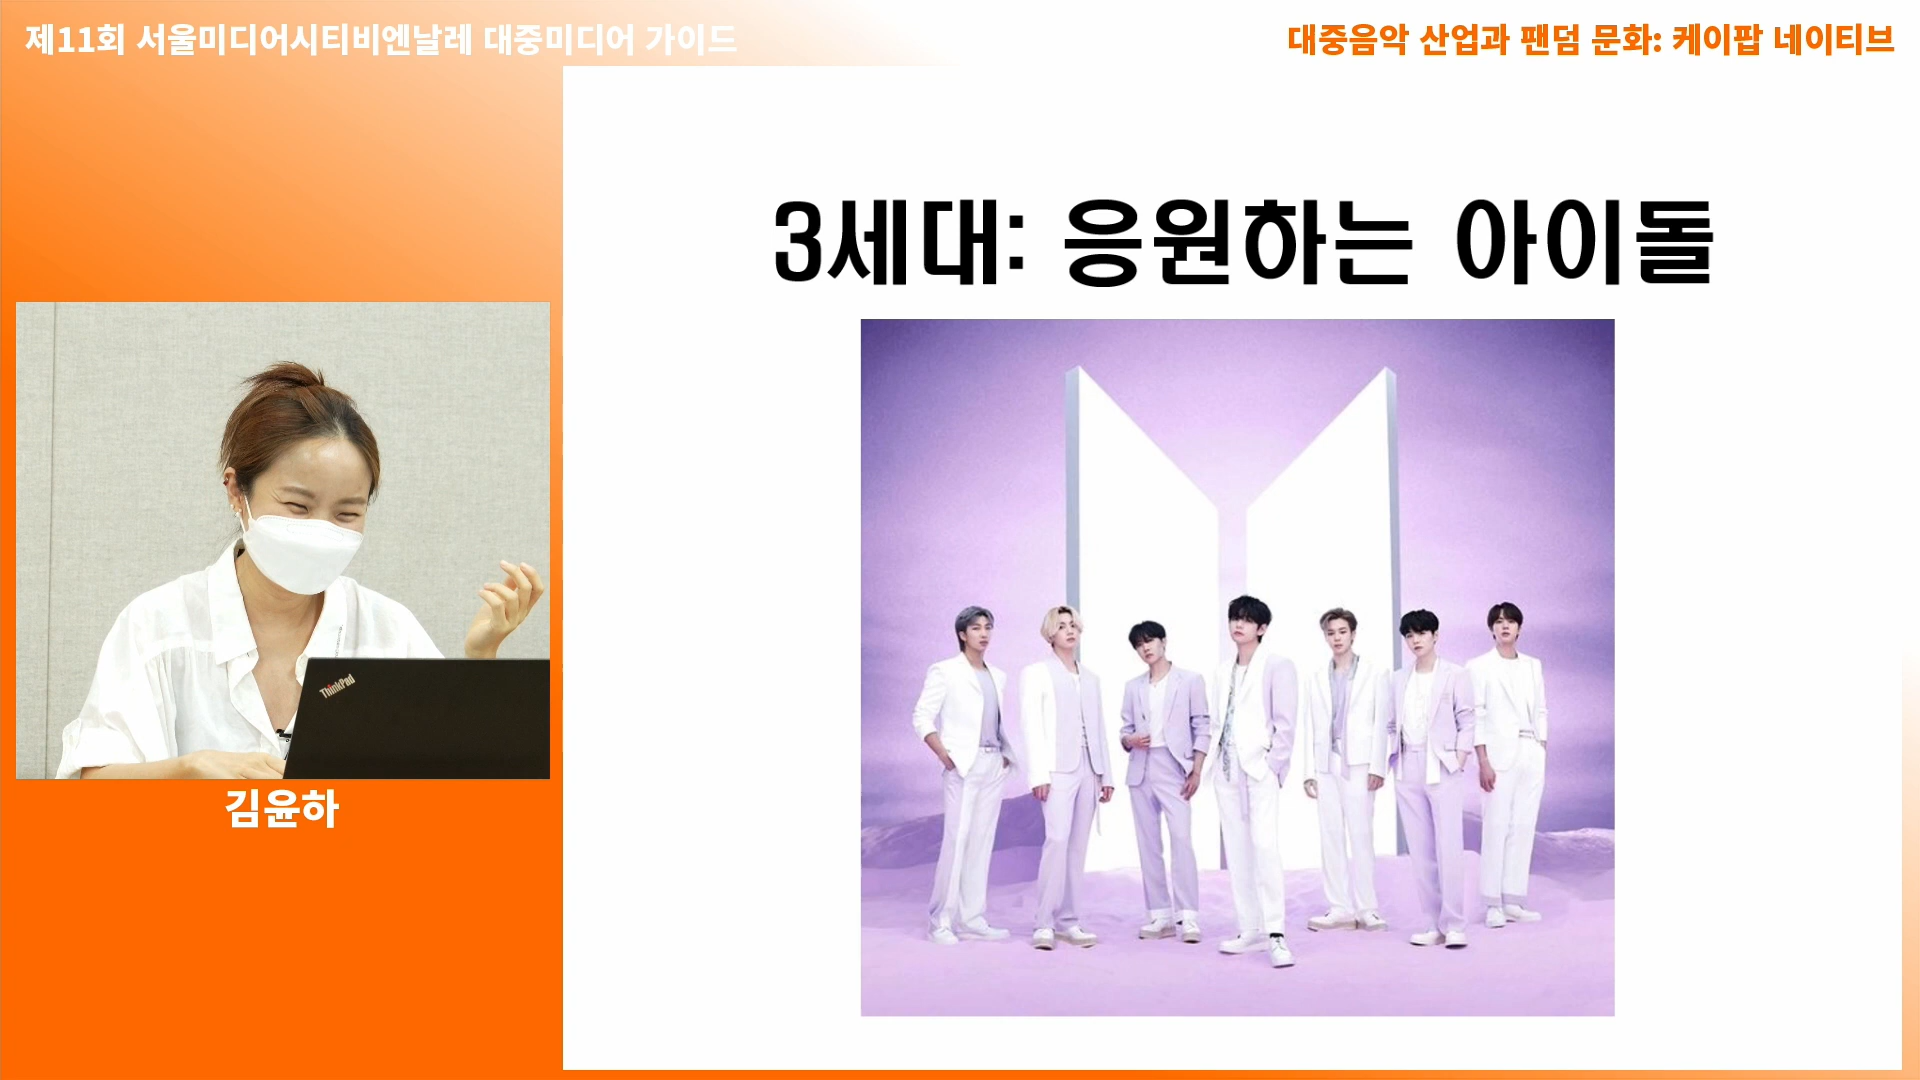 제11회 서울미디어시티비엔날레 대중미디어 가이드
대중음악 산업과 팬덤 문화: 케이팝 네이티브
3세대: 응원하는 아이돌
ThinkPad
김윤하